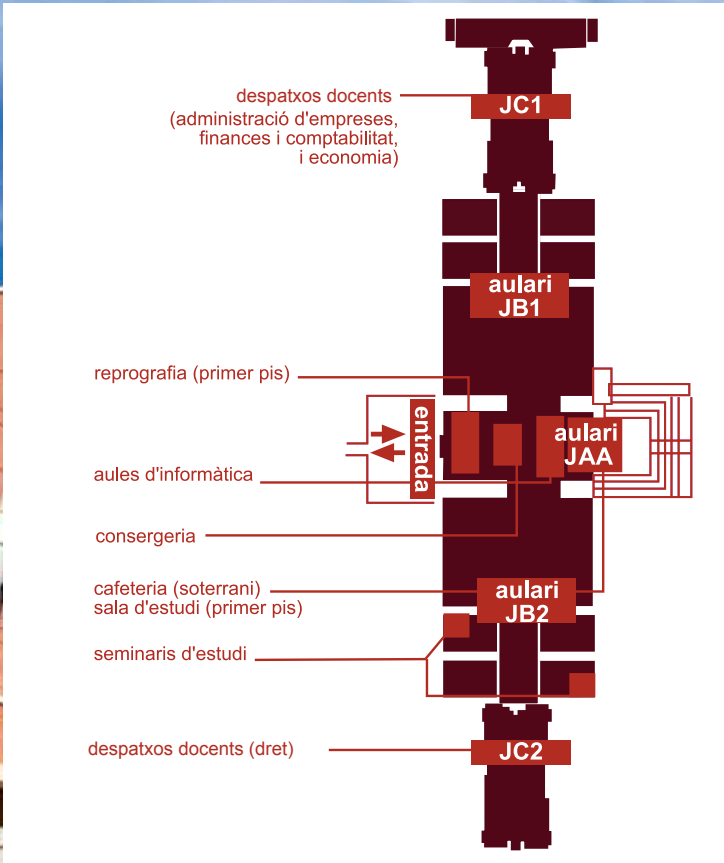 despatxos docents
(administració d'empreses,
finances i comptabilitat,
i economia)
JC1
aulari
JB1
reprografia (primer pis)
entrada
aulari
JAA
aules d'informàtica
consergeria
cafeteria (soterrani)
sala d'estudi (primer pis)
aulari
JB2
seminaris d'estudi
despatxos docents (dret)
JC2